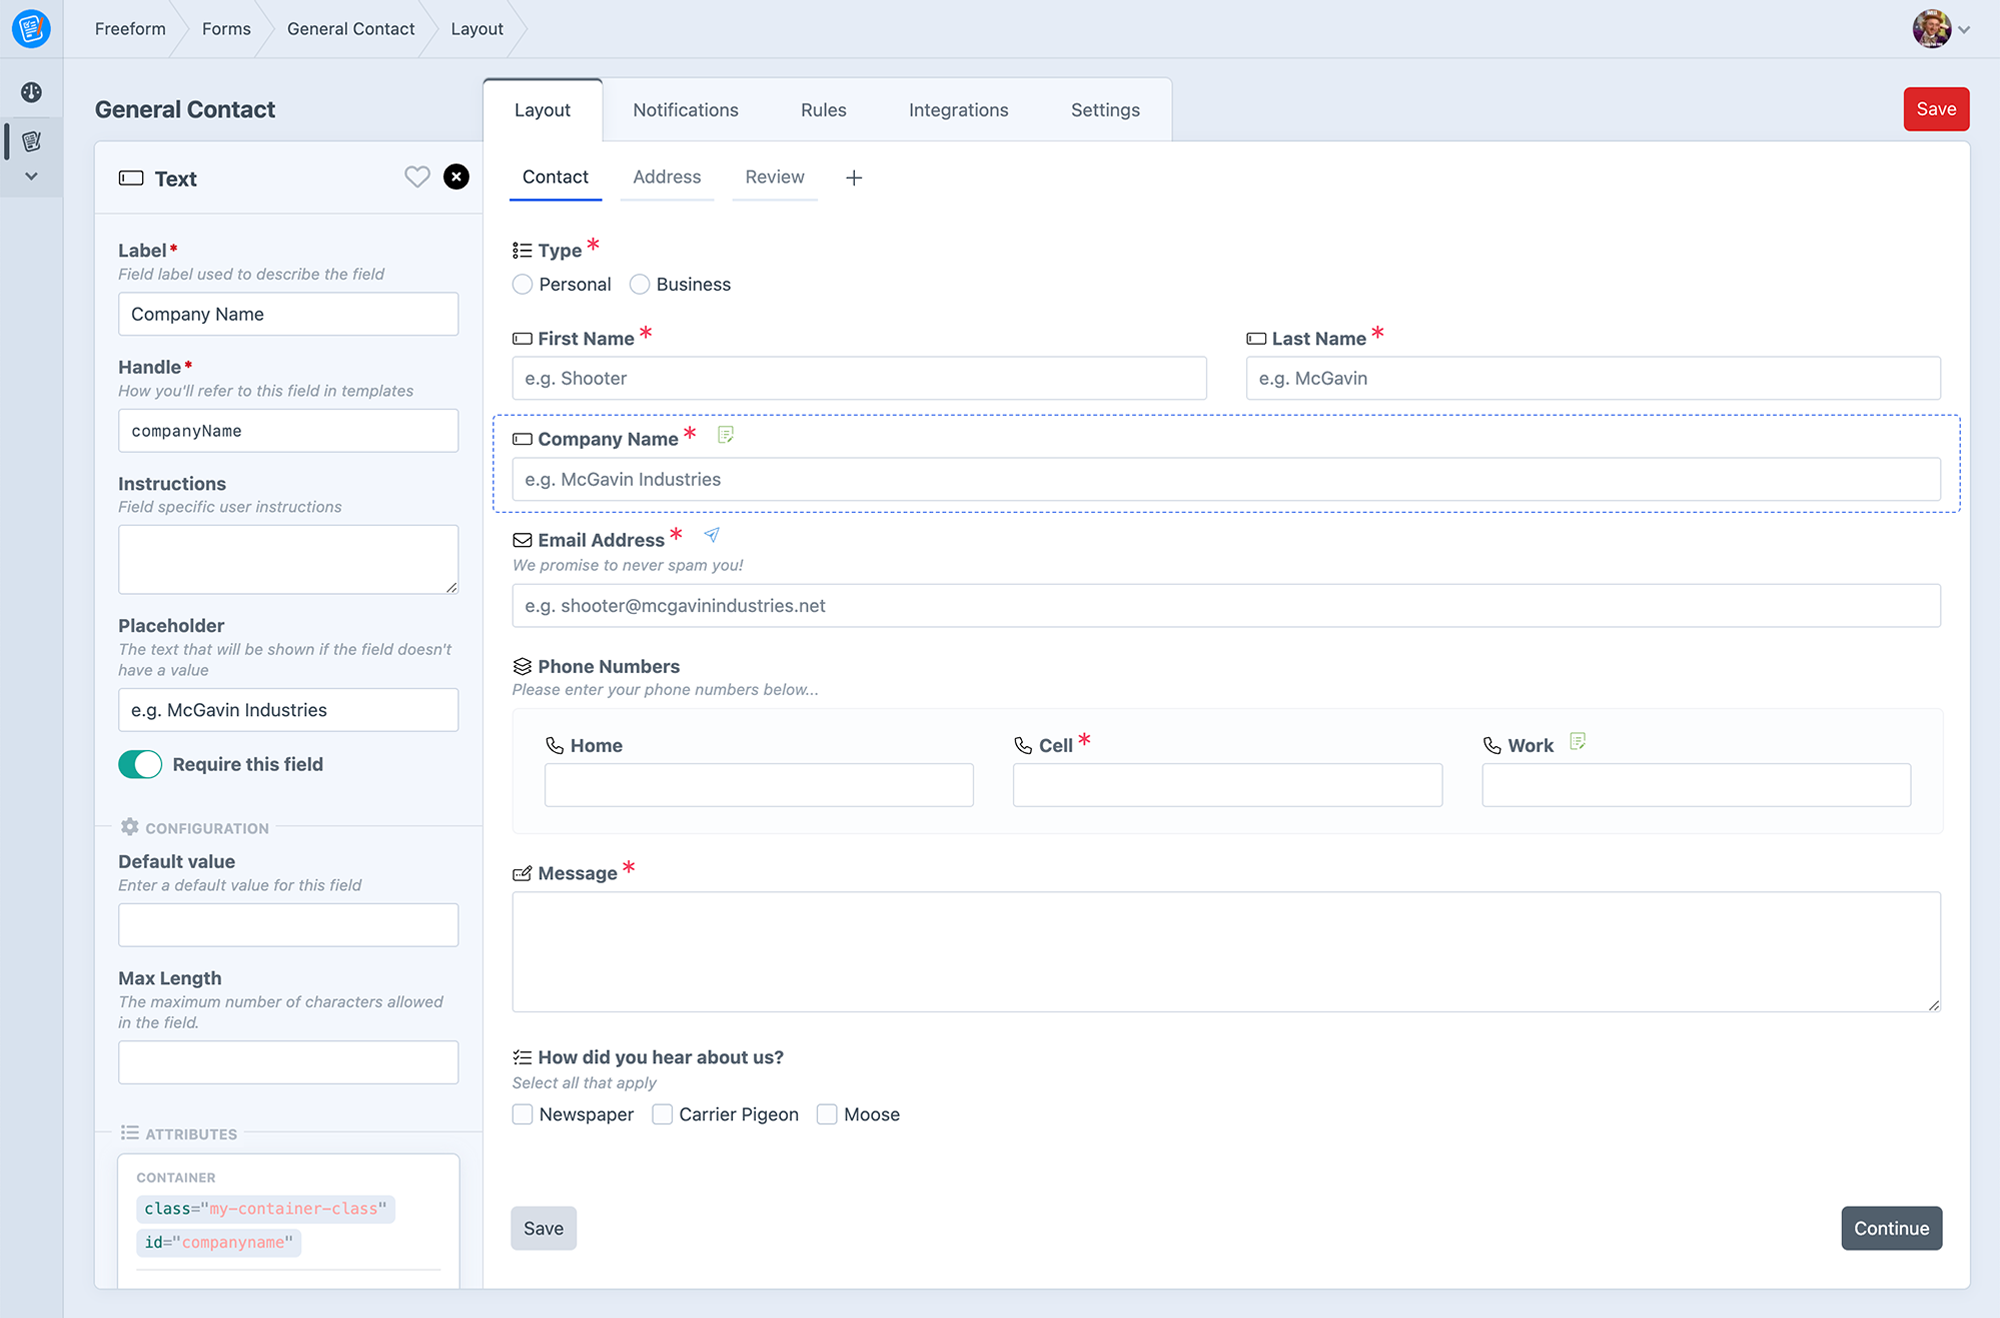 Freeform
Forms
General Contact
Layout
General Contact
Layout
Notifications
Rules
Integrations
Settings
Save
Text
Label*
Field label used to describe the field
Company Name
Handle*
How you'll refer to this field in templates
companyName
Instructions
Field specific user instructions
Placeholder
The text that will be shown if the field doesn't
have a value
e.g. McGavin Industries
Require this field
CONFIGURATION
Default value
Enter a default value for this field
Max Length
The maximum number of characters allowed
in the field.
ATTRIBUTES
CONTAINER
class="my-container-class"
id="companyname"
Contact
Address
Review
+
Type *
Personal
Business
First Name *
Last Name *
e.g. Shooter
e.g. McGavin
Company Name *
e.g. McGavin Industries
Email Address *
We promise to never spam you!
e.g. shooter@mcgavinindustries.net
Phone Numbers
Please enter your phone numbers below...
Home
Cell *
Work
Message *
How did you hear about us?
Select all that apply
Newspaper
Carrier Pigeon
Moose
Save
Continue